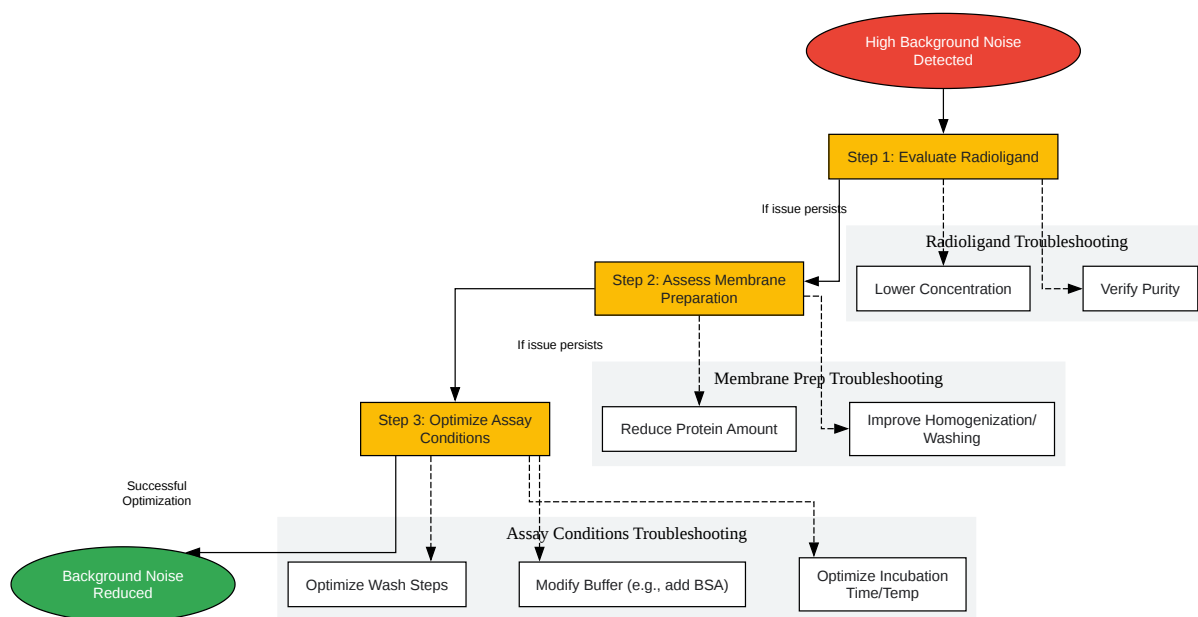 High Background Noise
Detected
Step 1: Evaluate Radioligand
If issue persists
Radioligand Troubleshooting
Lower Concentration
Verify Purity
Step 2: Assess Membrane
Preparation
If issue persists
Membrane Prep Troubleshooting
Reduce Protein Amount
Improve Homogenization/
Washing
Step 3: Optimize Assay
Conditions
Successful
Optimization
Assay Conditions Troubleshooting
Background Noise
Reduced
Optimize Wash Steps
Modify Buffer (e.g., add BSA)
Optimize Incubation
Time/Temp